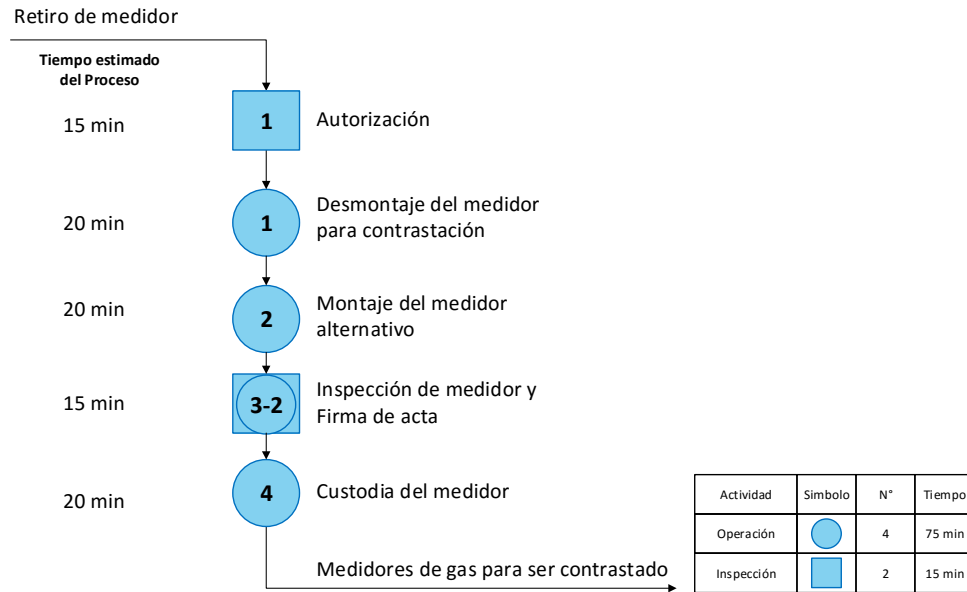 Retiro de medidor
Tiempo estimado
del Proceso
15 min
1
Autorización
20 min
1
Desmontaje del medidor
para contrastación
20 min
2
Montaje del medidor
alternativo
15 min
3-2
Inspección de medidor y
Firma de acta
20 min
4
Custodia del medidor
Medidores de gas para ser contrastado
Actividad Simbolo N° Tiempo
Operación 4 75 min
Inspección 2 15 min